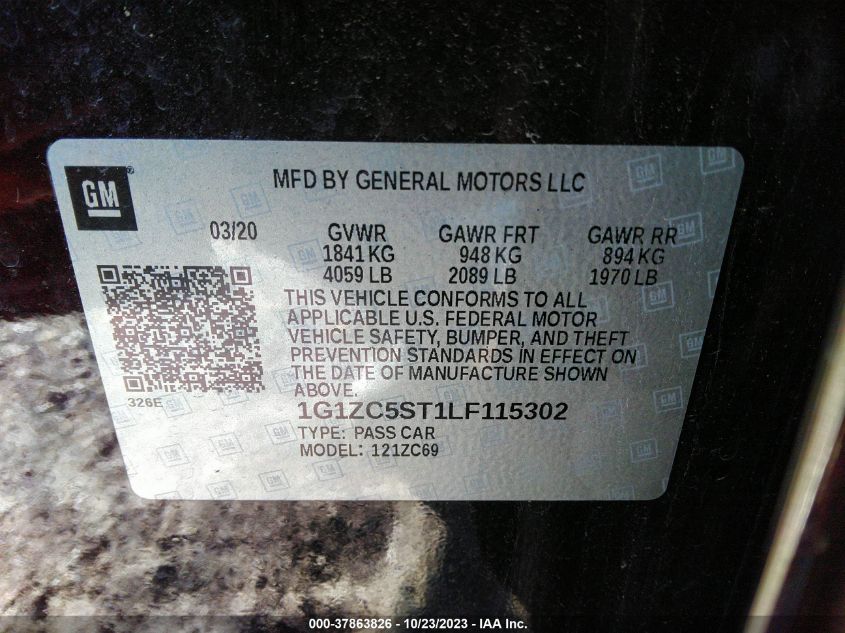 GM®
MFD BY GENERAL MOTORS LLC
03/20 GVWR GAWR FRT GAWR RR
1841 KG 948 KG 894 KG
4059 LB 2089 LB 1970 LB
THIS VEHICLE CONFORMS TO ALL
APPLICABLE U.S. FEDERAL MOTOR
VEHICLE SAFETY, BUMPER, AND THEFT
PREVENTION STANDARDS IN EFFECT ON
THE DATE OF MANUFACTURE SHOWN
ABOVE.
326E
1G1ZC5ST1LF115302
TYPE: PASS CAR
MODEL: 121ZC69
000-37863826 - 10/23/2023 - IAA Inc.